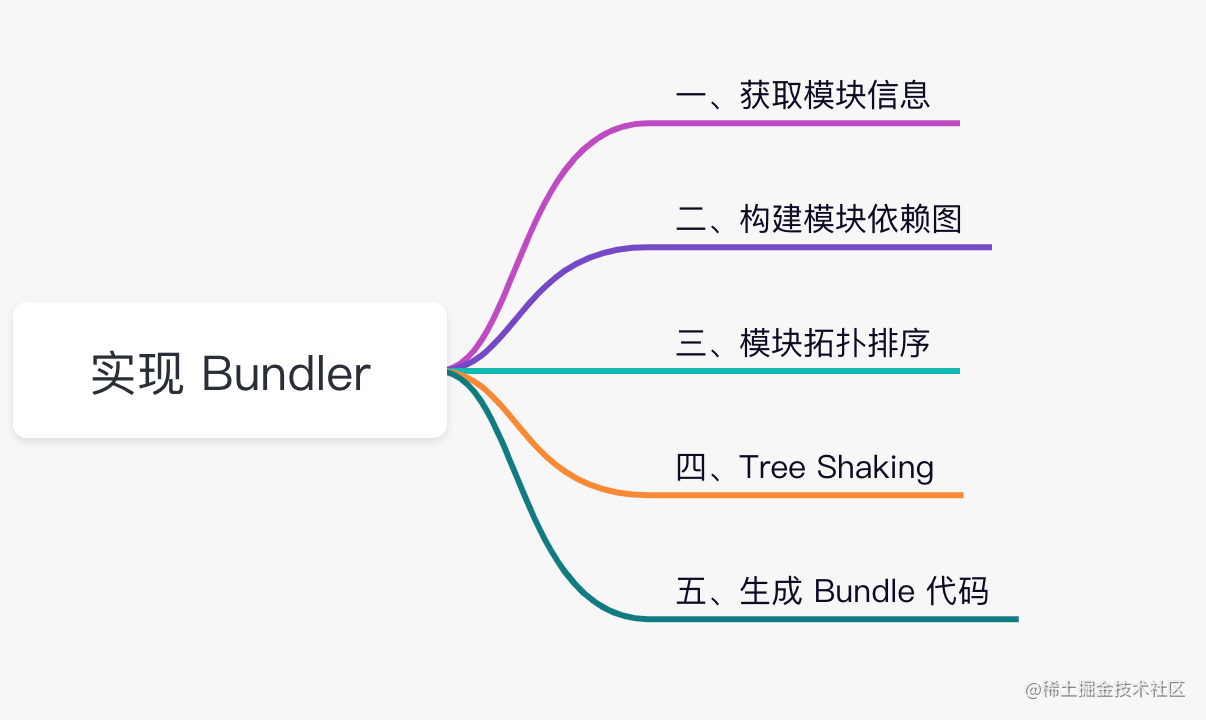 一、获取模块信息
二、构建模块依赖图
实现 Bundler
三、模块拓扑排序
四、Tree Shaking
五、生成 Bundle 代码
@稀土掘金技术社区